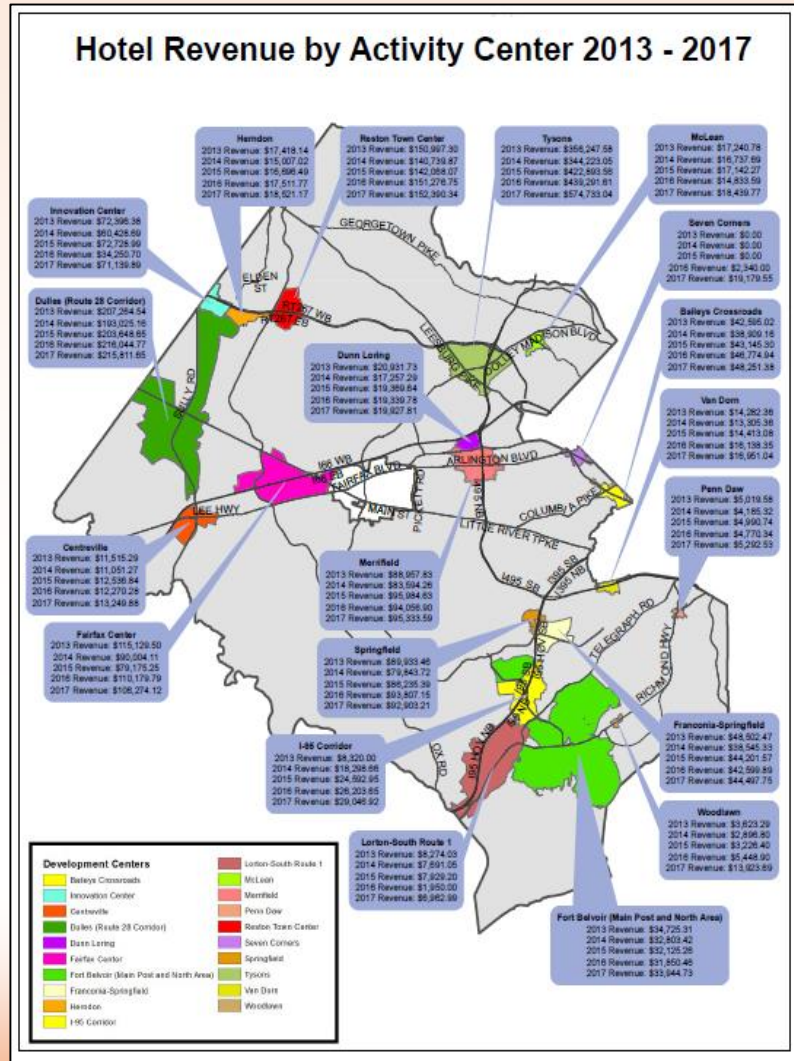 Hotel Revenue by Activity Center 2013 - 2017
Herndon
2013 Revenue: $17,418.14
2014 Revenue: $15,007.02
2015 Revenue: $16,696.49
2016 Revenue: $17,511.77
2017 Revenue: $18,521.17
Reston Town Center
2013 Revenue: $150,997.30
2014 Revenue: $140,739.87
2015 Revenue: $142,068.07
2016 Revenue: $151,276.75
2017 Revenue: $152,390.34
Tysons
2013 Revenue: $356,247.58
2014 Revenue: $344,223.05
2015 Revenue: $422,893.56
2016 Revenue: $439,291.61
2017 Revenue: $574,733.04
McLean
2013 Revenue: $17,240.78
2014 Revenue: $16,737.69
2015 Revenue: $17,142.27
2016 Revenue: $14,833.59
2017 Revenue: $18,439.77
Innovation Center
2013 Revenue: $72,396.38
2014 Revenue: $60,428.69
2015 Revenue: $72,728.99
2016 Revenue: $34,250.70
2017 Revenue: $71,139.89
Seven Corners
2013 Revenue: $0.00
2014 Revenue: $0.00
2015 Revenue: $0.00
2016 Revenue: $2,340.00
2017 Revenue: $19,179.55
Dulles (Route 28 Corridor)
2013 Revenue: $207,264.54
2014 Revenue: $193,025.16
2015 Revenue: $203,648.65
2016 Revenue: $216,044.77
2017 Revenue: $215,811.65
Baileys Crossroads
2013 Revenue: $42,595.02
2014 Revenue: $38,909.16
2015 Revenue: $43,145.30
2016 Revenue: $46,774.94
2017 Revenue: $48,251.38
Dunn Loring
2013 Revenue: $20,931.73
2014 Revenue: $17,257.29
2015 Revenue: $19,369.64
2016 Revenue: $19,339.78
2017 Revenue: $19,927.81
Van Dorn
2013 Revenue: $14,282.36
2014 Revenue: $13,305.36
2015 Revenue: $14,413.08
2016 Revenue: $16,138.35
2017 Revenue: $16,951.04
Penn Daw
2013 Revenue: $5,019.58
2014 Revenue: $4,185.32
2015 Revenue: $4,990.74
2016 Revenue: $4,770.34
2017 Revenue: $5,292.53
Centreville
2013 Revenue: $11,515.29
2014 Revenue: $11,051.27
2015 Revenue: $12,536.84
2016 Revenue: $12,270.28
2017 Revenue: $13,249.88
Merrifield
2013 Revenue: $88,957.83
2014 Revenue: $83,594.26
2015 Revenue: $95,984.63
2016 Revenue: $94,056.90
2017 Revenue: $95,333.59
Fairfax Center
2013 Revenue: $115,129.50
2014 Revenue: $90,004.11
2015 Revenue: $79,175.25
2016 Revenue: $110,179.79
2017 Revenue: $106,274.12
Springfield
2013 Revenue: $89,933.46
2014 Revenue: $79,843.72
2015 Revenue: $86,235.39
2016 Revenue: $93,807.15
2017 Revenue: $92,903.21
Franconia-Springfield
2013 Revenue: $48,502.47
2014 Revenue: $38,545.33
2015 Revenue: $44,201.57
2016 Revenue: $42,599.89
2017 Revenue: $44,497.75
I-95 Corridor
2013 Revenue: $8,320.00
2014 Revenue: $18,298.66
2015 Revenue: $24,592.95
2016 Revenue: $26,203.65
2017 Revenue: $29,046.92
Woodlawn
2013 Revenue: $3,623.29
2014 Revenue: $2,896.80
2015 Revenue: $3,226.40
2016 Revenue: $5,448.90
2017 Revenue: $13,923.69
Lorton-South Route 1
2013 Revenue: $8,274.03
2014 Revenue: $7,691.05
2015 Revenue: $7,929.20
2016 Revenue: $1,950.00
2017 Revenue: $6,962.99
Fort Belvoir (Main Post and North Area)
2013 Revenue: $34,725.31
2014 Revenue: $32,803.42
2015 Revenue: $32,125.26
2016 Revenue: $31,850.46
2017 Revenue: $33,944.73
GEORGETOWN PIKE
ELDEN
ST
RT267 WB
RT267 EB
LEESBURG PIKE
DOLLEY MADISON BLVD
SULLY RD
I66 WB
I66 EB
FAIRFAX BLVD
ARLINGTON BLVD
PICKETT RD
MAIN ST
LEE HWY
LITTLE RIVER TPKE
COLUMBIA PIKE
I495 NB
I495 SB
I395 SB
I395 NB
TELEGRAPH RD
RICHMOND HWY
I95 SB
OX RD
I95 HOV NB
Development Centers
Baileys Crossroads
Innovation Center
Centreville
Dulles (Route 28 Corridor)
Dunn Loring
Fairfax Center
Fort Belvoir (Main Post and North Area)
Franconia-Springfield
Herndon
I-95 Corridor
Lorton-South Route 1
McLean
Merrifield
Penn Daw
Reston Town Center
Seven Corners
Springfield
Tysons
Van Dorn
Woodlawn